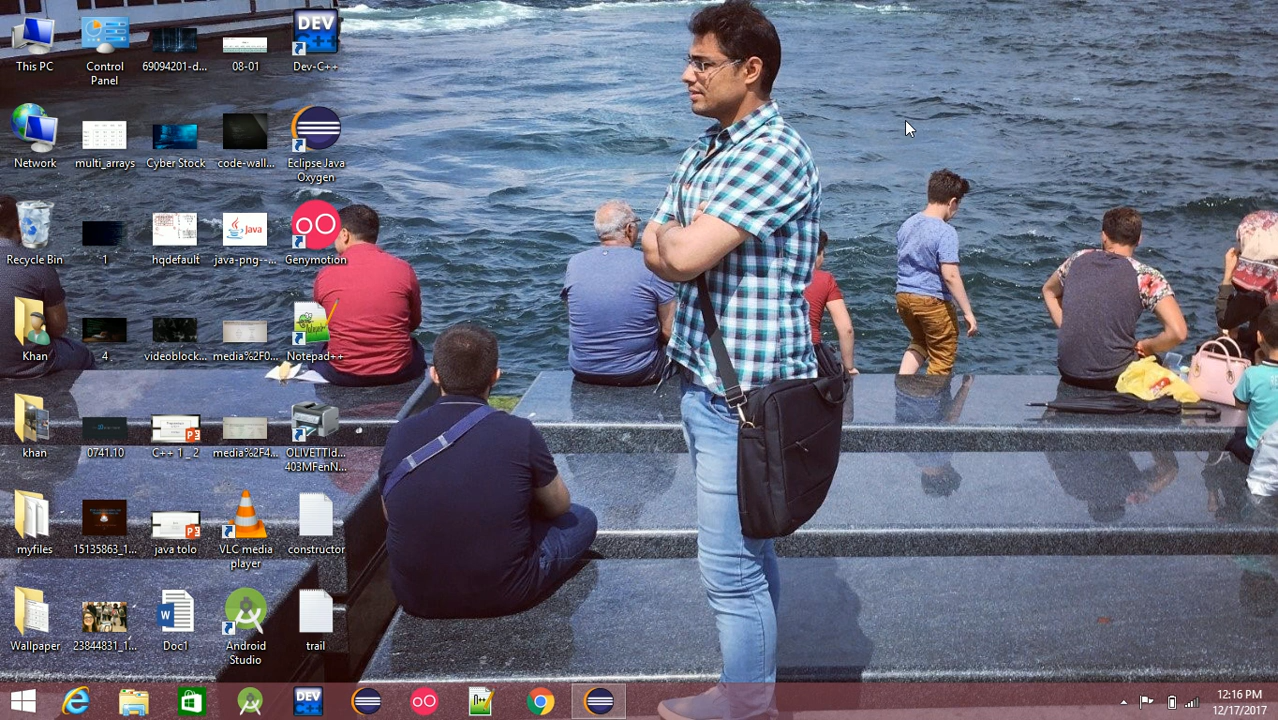 This PC
Control
Panel
69094201-d...
08-01
DEV
C++
Dev-C++
Network
multi_arrays
Cyber Stock
code-wall...
Eclipse Java
Oxygen
Recycle Bin
1
hqdefault
Java
java-png--...
Genymotion
Khan
4
videoblock...
media%2F0...
Notepad++
khan
0741.10
C++ 1_ 2
media%2F4...
OLIVETTId...
403MFenN...
myfiles
15135863_1...
java tolo
VLC media
player
constructor
Wallpaper
23844831_1...
Doc1
Android
Studio
trail
DEV
C++
12:16 PM
12/17/2017